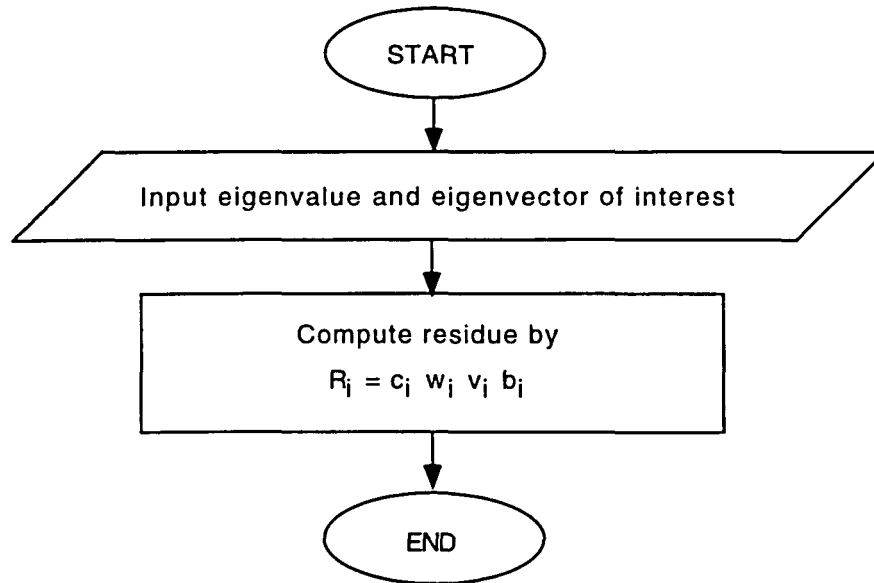 START
Input eigenvalue and eigenvector of interest
Compute residue by
Rᵢ = cᵢ wᵢ vᵢ bᵢ
END